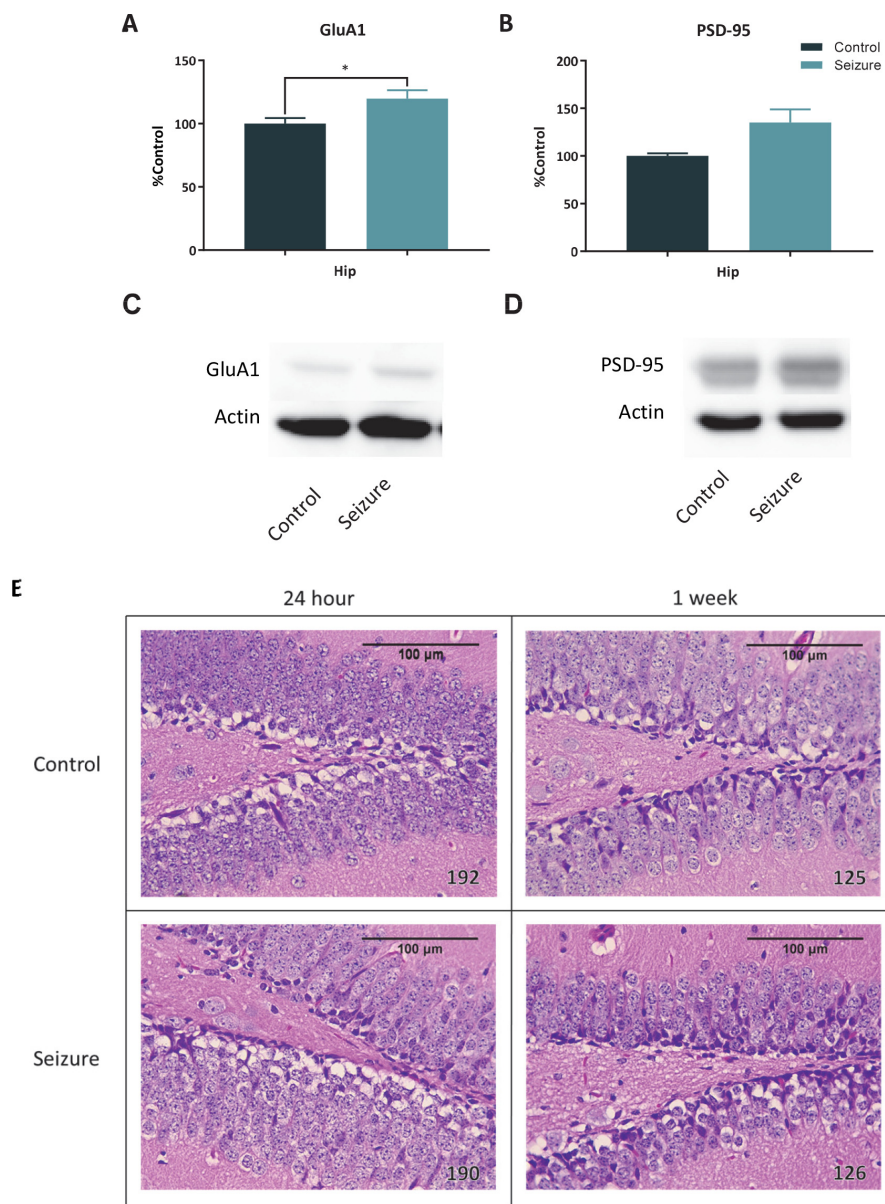 A
GluA1
150
100
50
0
%Control
*
Hip
B
PSD-95
200
150
100
50
0
%Control
Control
Seizure
Hip
C
GluA1
Actin
Control
Seizure
D
PSD-95
Actin
Control
Seizure
E
24 hour
1 week
Control
100 µm
192
100 µm
125
Seizure
100 µm
190
100 µm
126